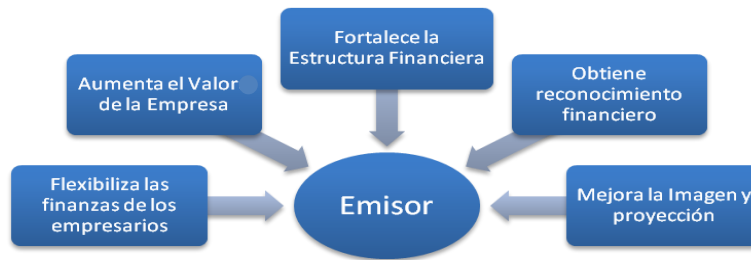 Fortalece la
Estructura Financiera
Aumenta el Valor
de la Empresa
Obtiene
reconocimiento
financiero
Flexibiliza las
finanzas de los
empresarios
Emisor
Mejora la Imagen y
proyección